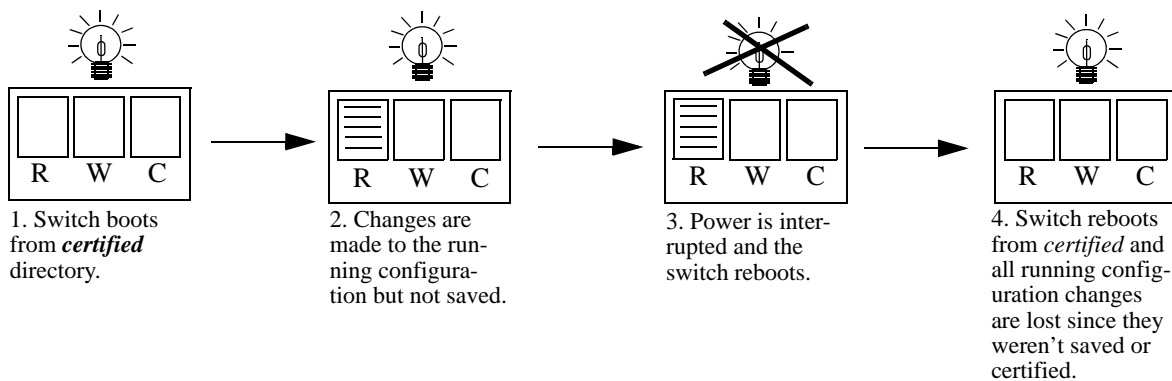 R W C
R W C
R W C
R W C
1. Switch boots
from certified
directory.
2. Changes are
made to the run-
ning configura-
tion but not saved.
3. Power is inter-
rupted and the
switch reboots.
4. Switch reboots
from certified and
all running config-
uration changes
are lost since they
weren't saved or
certified.